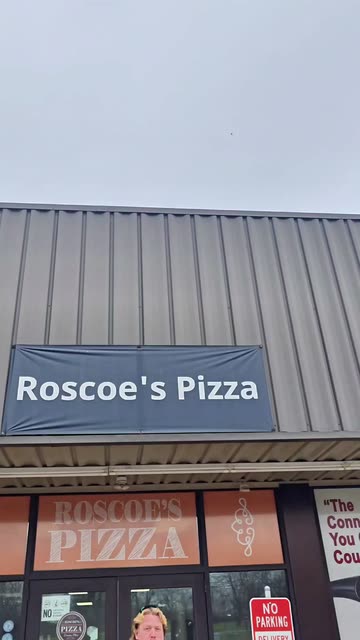 Roscoe's Pizza
ROSCOE'S
PIZZA
"The
Conn
You C
Cou
NO
PIZZA
NO
PARKING
DELIVERY